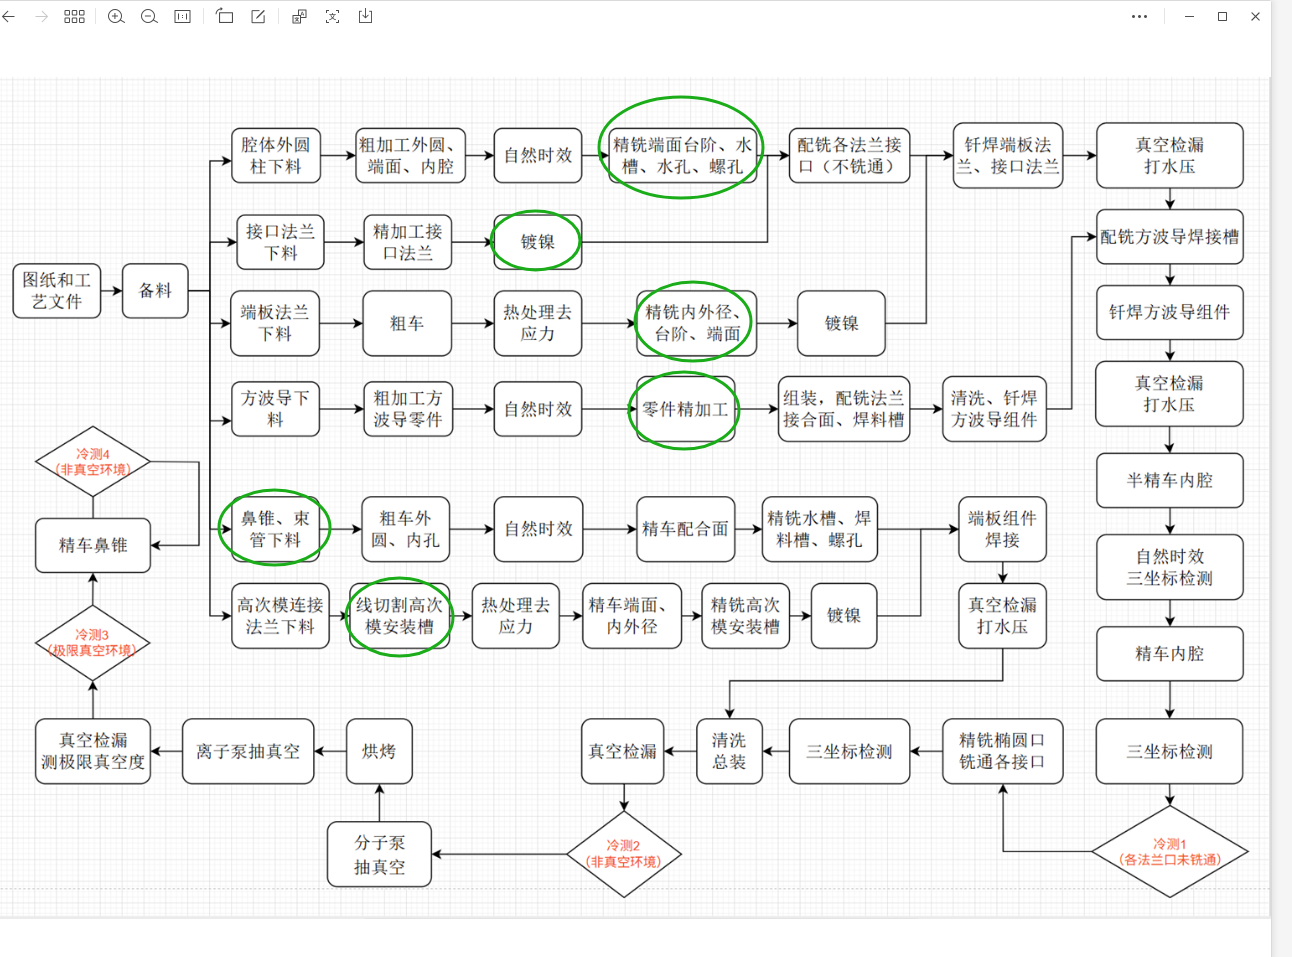 腔体外圆
柱下料
粗加工外圆、
端面、内腔
自然时效
精铣端面台阶、水
槽、水孔、螺孔
配铣各法兰接
口（不铣通）
钎焊端板法
兰、接口法兰
真空检漏
打水压
接口法兰
下料
精加工接
口法兰
镀镍
配铣方波导焊接槽
图纸和工
艺文件
备料
端板法兰
下料
粗车
热处理去
应力
精铣内外径、
台阶、端面
镀镍
钎焊方波导组件
方波导下
料
粗加工方
波导零件
自然时效
零件精加工
组装，配铣法兰
接合面、焊料槽
清洗、钎焊
方波导组件
真空检漏
打水压
冷测4
（非真空环境）
半精车内腔
鼻锥、束
管下料
粗车外
圆、内孔
自然时效
精车配合面
精铣水槽、焊
料槽、螺孔
端板组件
焊接
精车鼻锥
自然时效
三坐标检测
高次模连接
法兰下料
线切割高次
模安装槽
热处理去
应力
精车端面、
内外径
精铣高次
模安装槽
镀镍
真空检漏
打水压
冷测3
（极限真空环境）
精车内腔
真空检漏
测极限真空度
离子泵抽真空
烘烤
真空检漏
清洗
总装
三坐标检测
精铣椭圆口
铣通各接口
三坐标检测
分子泵
抽真空
冷测2
（非真空环境）
冷测1
（各法兰口未铣通）